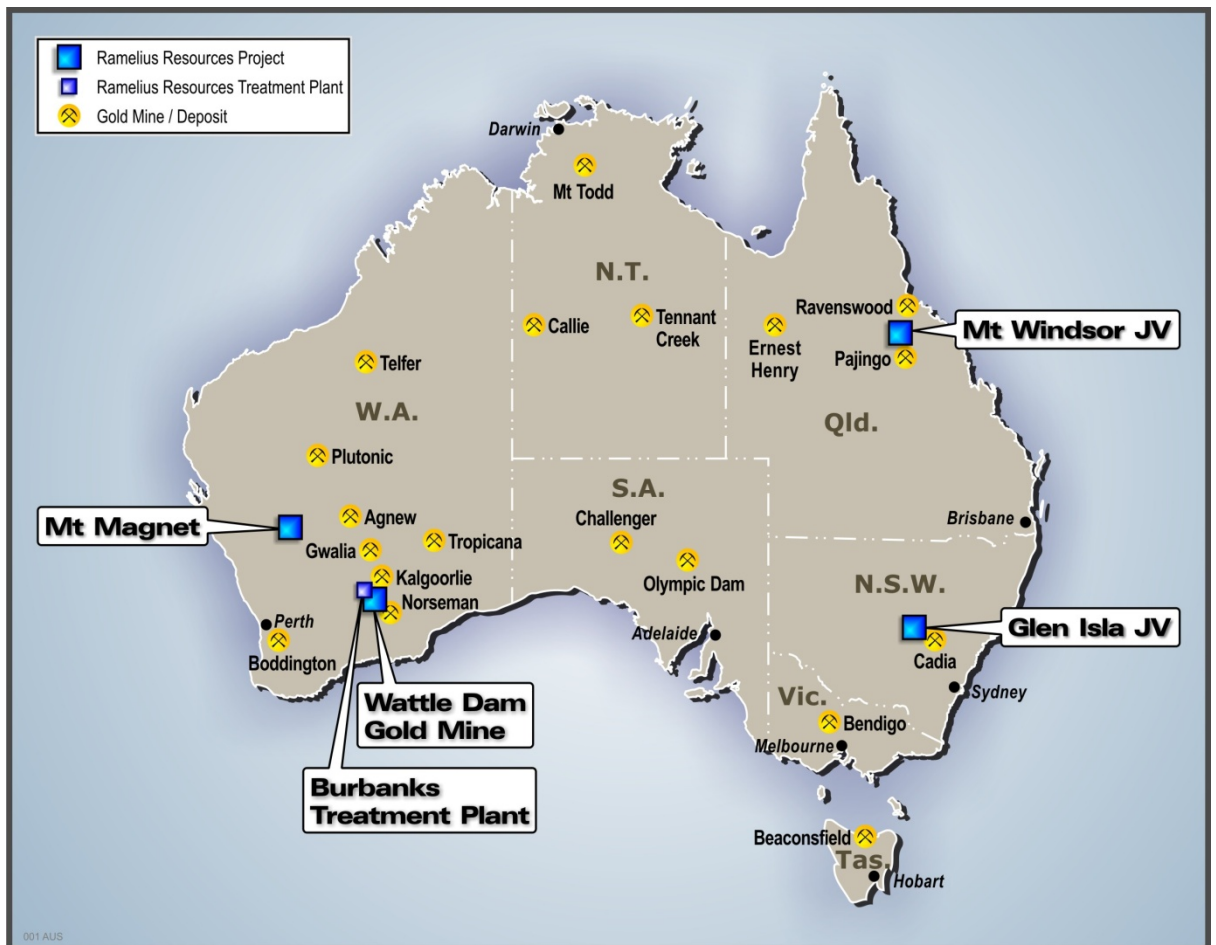 Ramelius Resources Project
Ramelius Resources Treatment Plant
Gold Mine / Deposit
Darwin
Mt Todd
N.T.
Callie
Tennant
Creek
Ernest
Henry
Ravenswood
Mt Windsor JV
Pajingo
Qld.
Telfer
W.A.
Plutonic
Mt Magnet
Agnew
Gwalia
Tropicana
Kalgoorlie
Norseman
Perth
Boddington
Wattle Dam
Gold Mine
Burbanks
Treatment Plant
S.A.
Challenger
Olympic Dam
Adelaide
Brisbane
N.S.W.
Glen Isla JV
Cadia
Sydney
Vic.
Bendigo
Melbourne
Beaconsfield
Tas.
Hobart
001 AUS